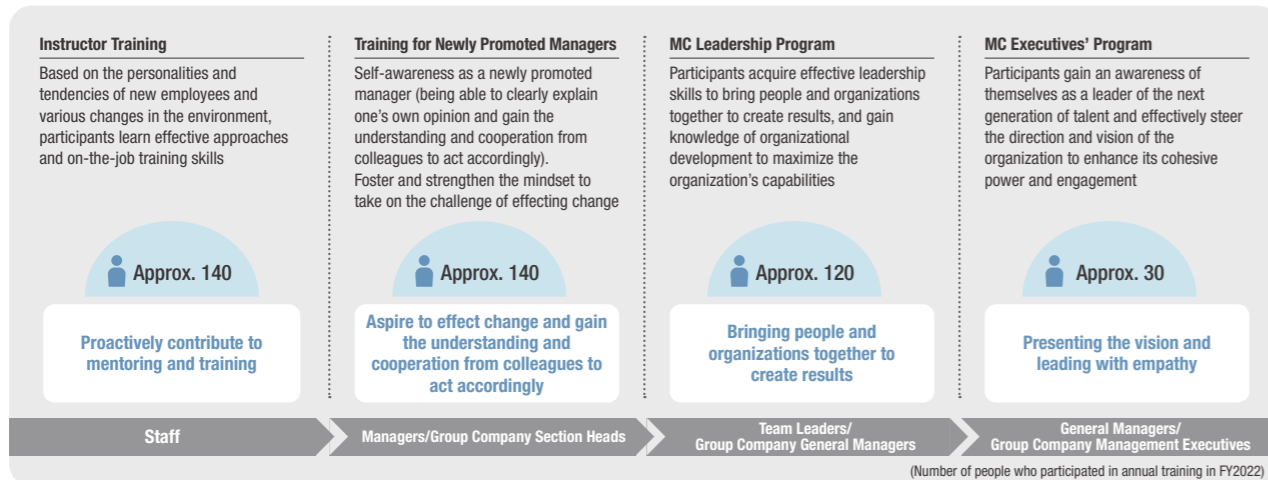 Instructor Training
Based on the personalities and
tendencies of new employees and
various changes in the environment,
participants learn effective approaches
and on-the-job training skills
Approx. 140
Proactively contribute to
mentoring and training
Staff
Training for Newly Promoted Managers
Self-awareness as a newly promoted
manager (being able to clearly explain
one's own opinion and gain the
understanding and cooperation from
colleagues to act accordingly).
Foster and strengthen the mindset to
take on the challenge of effecting change
Approx. 140
Aspire to effect change and gain
the understanding and
cooperation from colleagues to
act accordingly
Managers/Group Company Section Heads
MC Leadership Program
Participants acquire effective leadership
skills to bring people and organizations
together to create results, and gain
knowledge of organizational
development to maximize the
organization's capabilities
Approx. 120
Bringing people and
organizations together to
create results
Team Leaders/
Group Company General Managers
MC Executives' Program
Participants gain an awareness of
themselves as a leader of the next
generation of talent and effectively steer
the direction and vision of the
organization to enhance its cohesive
power and engagement
Approx. 30
Presenting the vision and
leading with empathy
General Managers/
Group Company Management Executives
(Number of people who participated in annual training in FY2022)